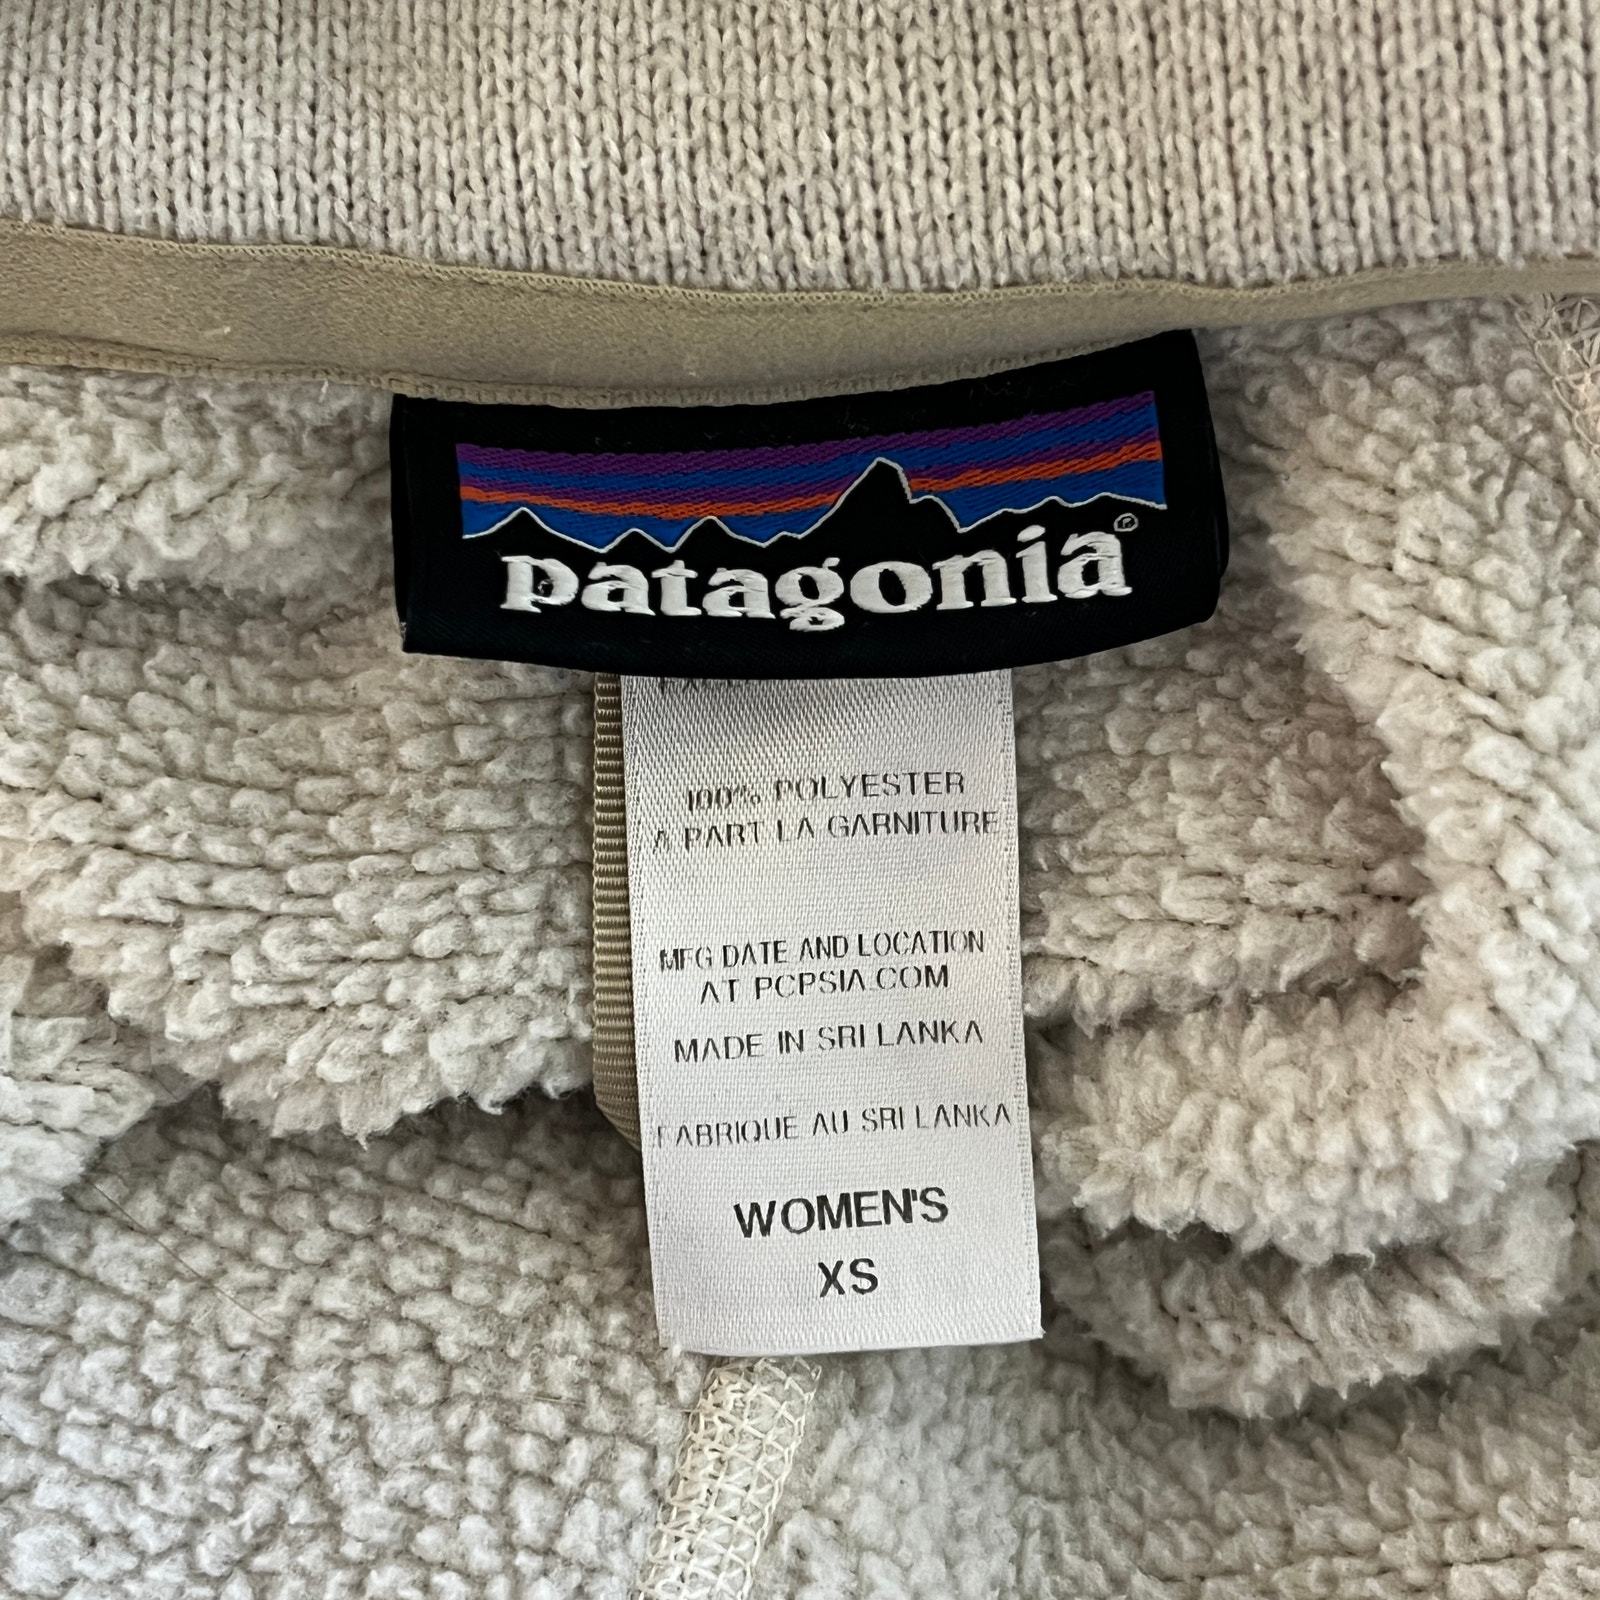 patagonia®
100% POLYESTER
A PART LA GARNITURE
MFG DATE AND LOCATION
AT PCPSIA.COM
MADE IN SRI LANKA
FABRIQUE AU SRI LANKA
WOMEN'S
XS